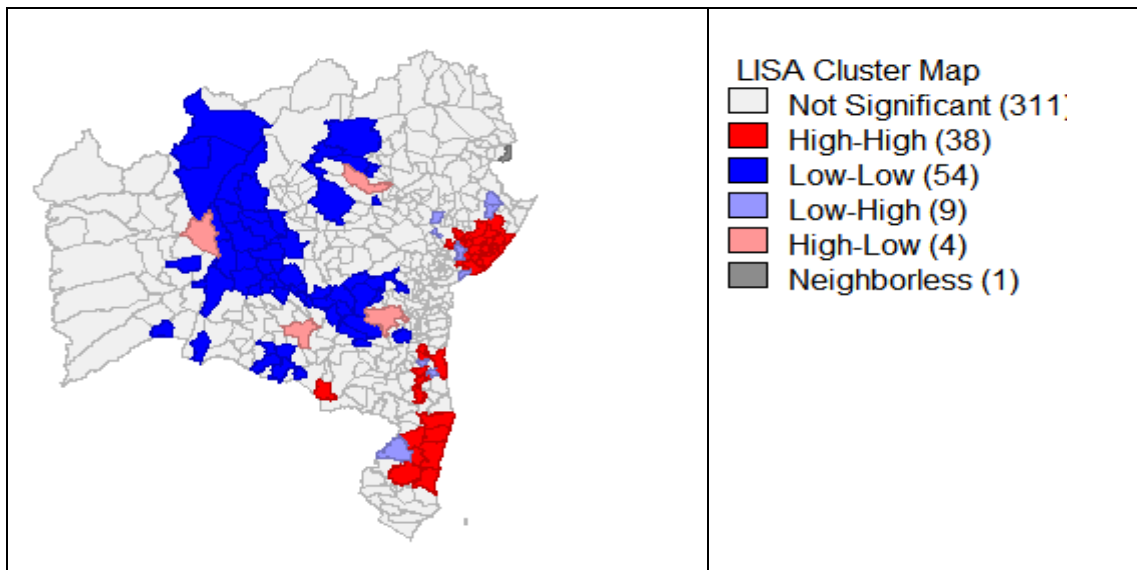 LISA Cluster Map
Not Significant (311)
High-High (38)
Low-Low (54)
Low-High (9)
High-Low (4)
Neighborless (1)